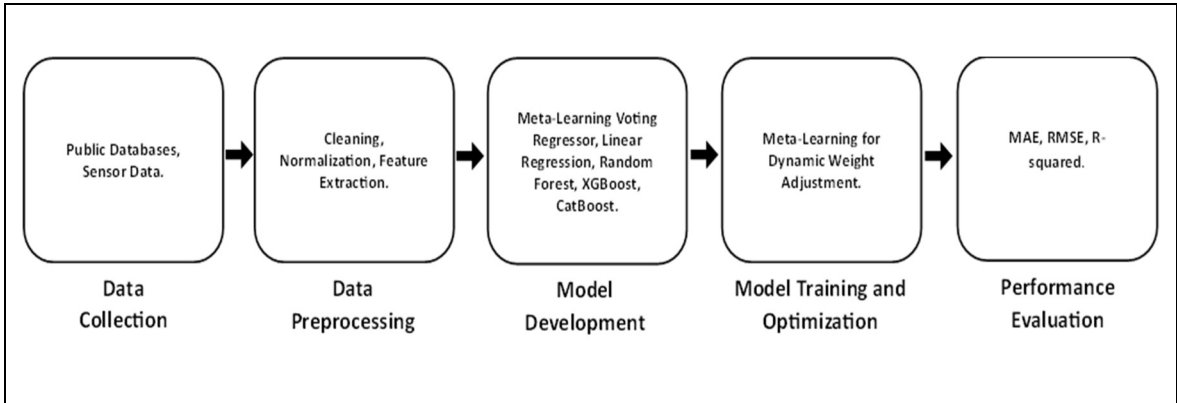 Public Databases,
Sensor Data.
Cleaning,
Normalization, Feature
Extraction.
Meta-Learning Voting
Regressor, Linear
Regression, Random
Forest, XGBoost,
CatBoost.
Meta-Learning for
Dynamic Weight
Adjustment.
MAE, RMSE, R-
squared.
Data
Collection
Data
Preprocessing
Model
Development
Model Training and
Optimization
Performance
Evaluation